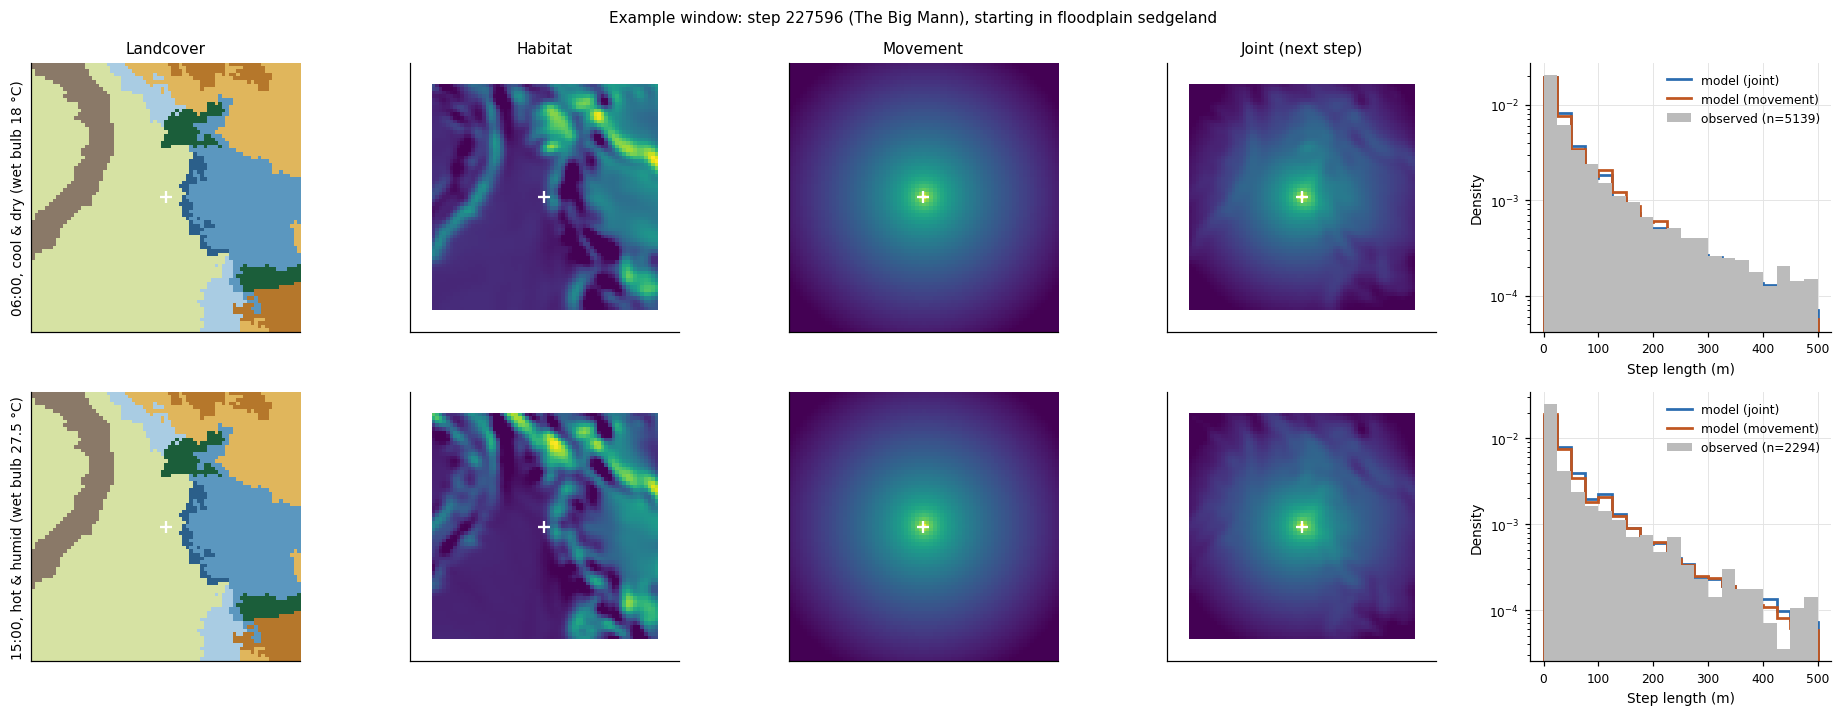 Example window: step 227596 (The Big Mann), starting in floodplain sedgeland
Landcover
Habitat
Movement
Joint (next step)
06:00, cool & dry (wet bulb 18 °C)
Density
10⁻²
10⁻³
10⁻⁴
model (joint)
model (movement)
observed (n=5139)
0 100 200 300 400 500
Step length (m)
15:00, hot & humid (wet bulb 27.5 °C)
Density
10⁻²
10⁻³
10⁻⁴
model (joint)
model (movement)
observed (n=2294)
0 100 200 300 400 500
Step length (m)